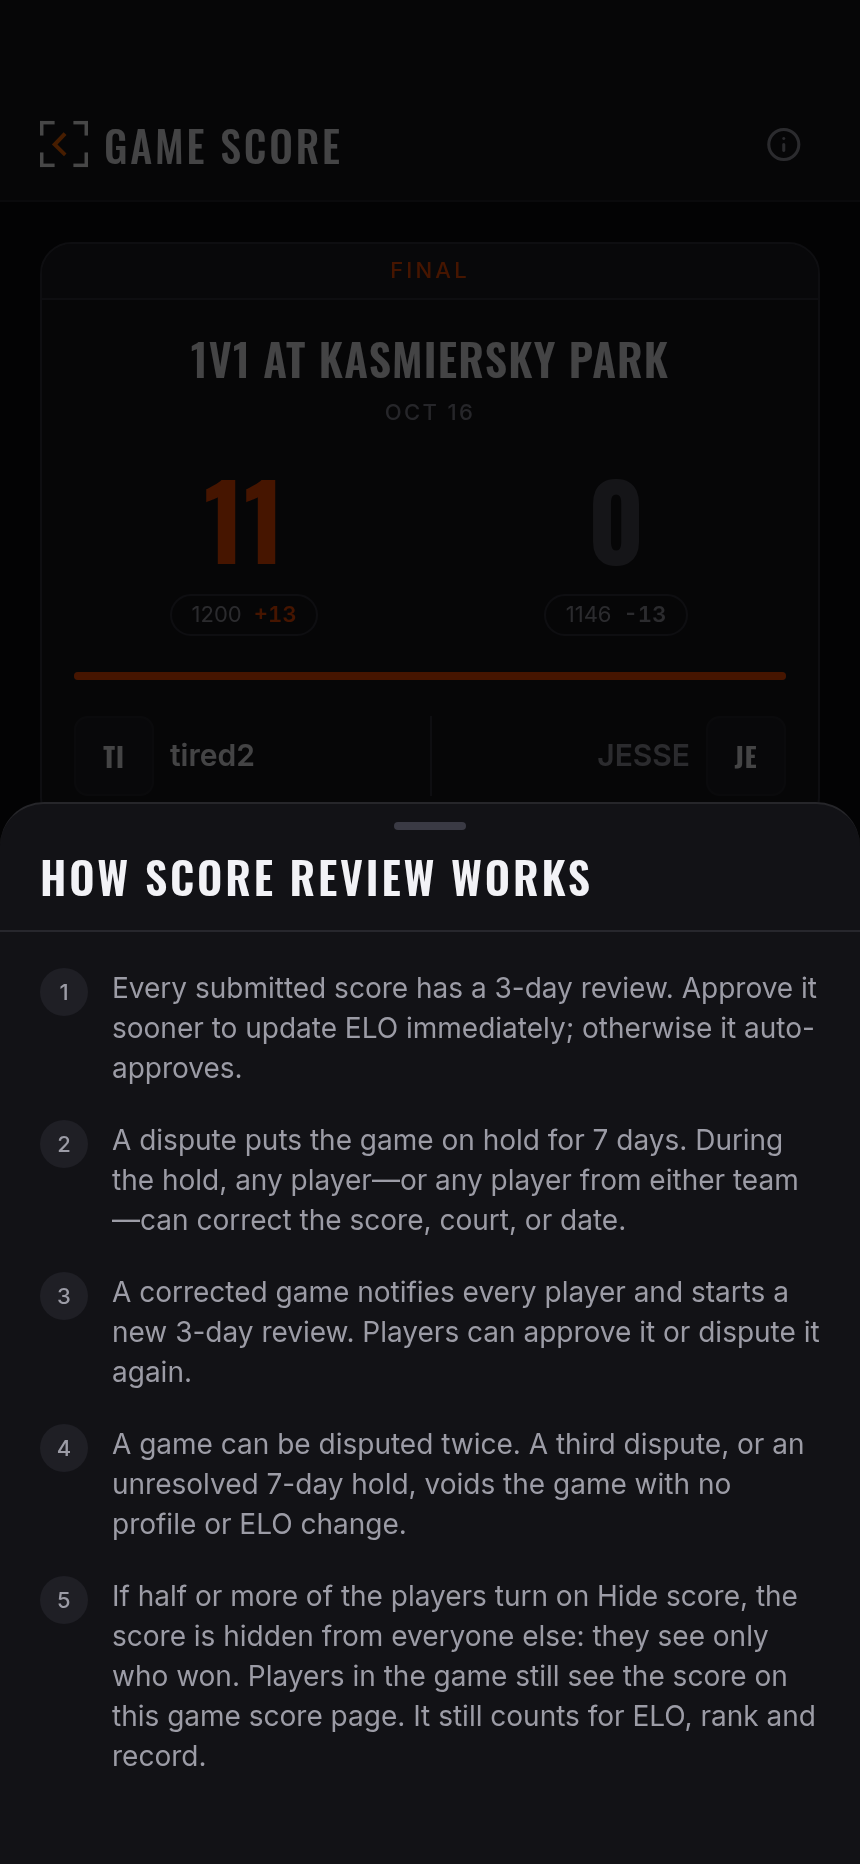 GAME SCORE
FINAL
1V1 AT KASMIERSKY PARK
OCT 16
11 0
1200 +13 1146 -13
TI tired2 JESSE JE
HOW SCORE REVIEW WORKS
1 Every submitted score has a 3-day review. Approve it
sooner to update ELO immediately; otherwise it auto-
approves.
2 A dispute puts the game on hold for 7 days. During
the hold, any player—or any player from either team
—can correct the score, court, or date.
3 A corrected game notifies every player and starts a
new 3-day review. Players can approve it or dispute it
again.
4 A game can be disputed twice. A third dispute, or an
unresolved 7-day hold, voids the game with no
profile or ELO change.
5 If half or more of the players turn on Hide score, the
score is hidden from everyone else: they see only
who won. Players in the game still see the score on
this game score page. It still counts for ELO, rank and
record.